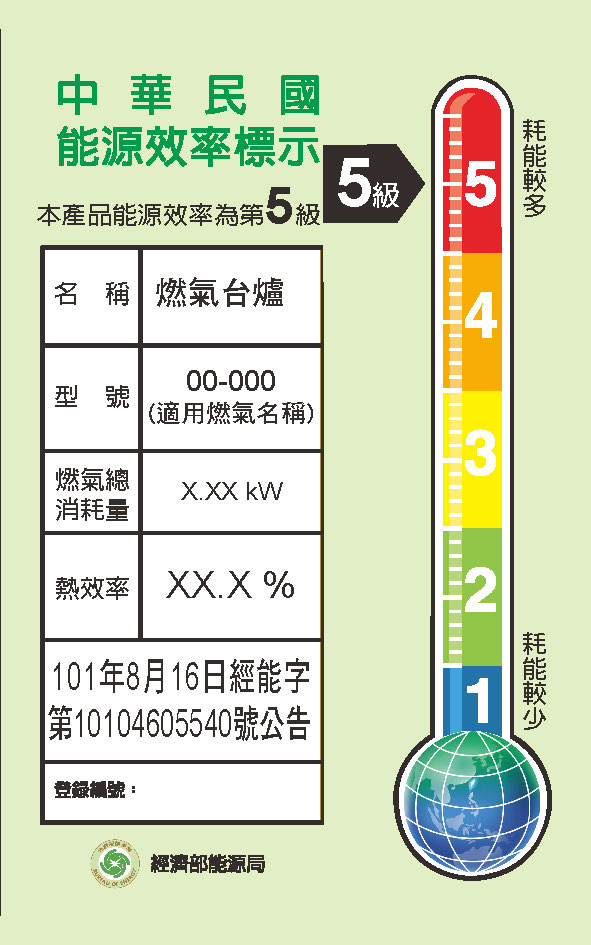 中華民國
能源效率標示
本產品能源效率為第5級
5級
名稱
燃氣台爐
型號
00-000
(適用燃氣名稱)
燃氣總
消耗量
X.XX kW
熱效率
XX.X %
101年8月16日經能字
第10104605540號公告
登錄編號：
經濟部能源局
耗能較多
5
4
3
2
1
耗能較少